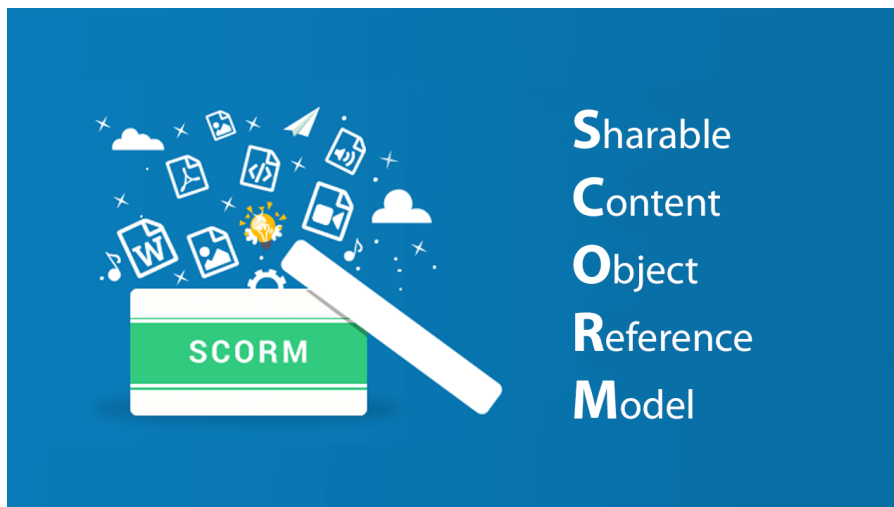 SCORM
W
Sharable
Content
Object
Reference
Model